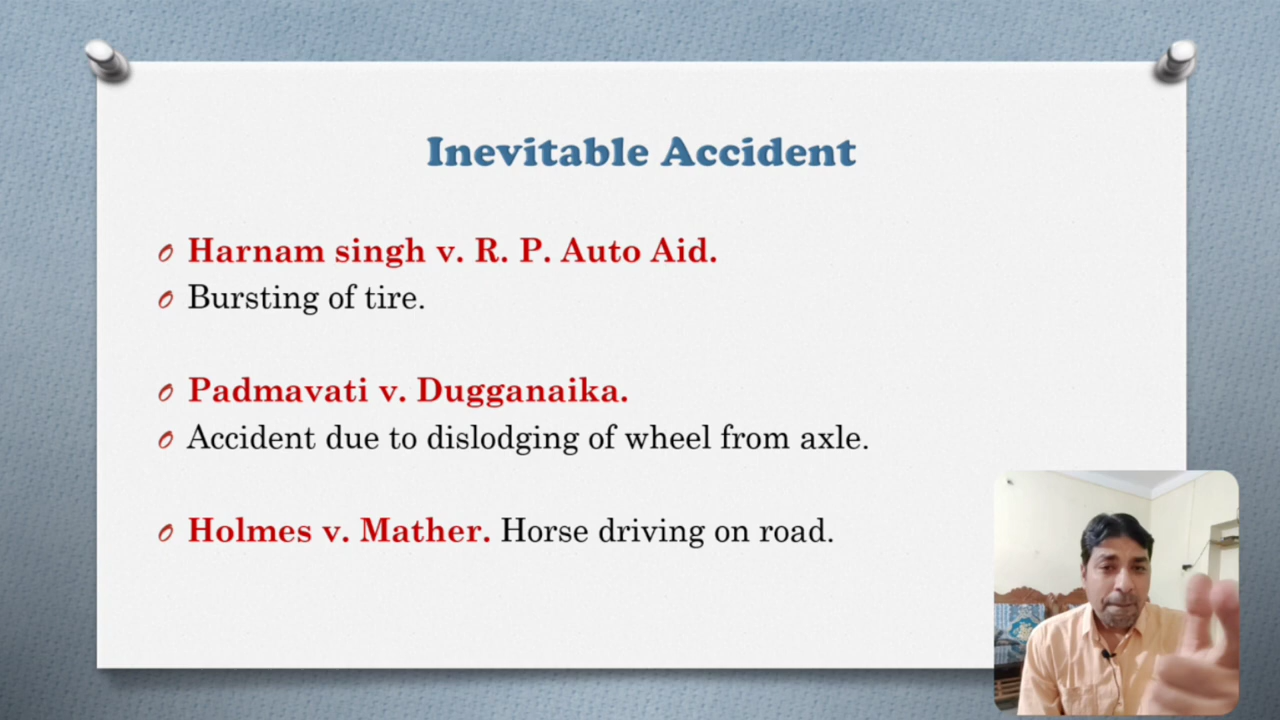 Inevitable Accident
Harnam singh v. R. P. Auto Aid.
Bursting of tire.
Padmavati v. Dugganaika.
Accident due to dislodging of wheel from axle.
Holmes v. Mather. Horse driving on road.